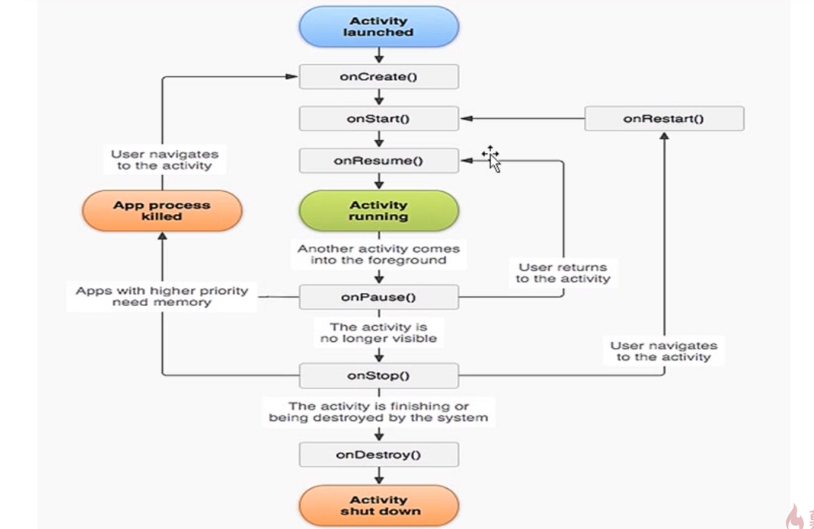 Activity
launched
onCreate()
onStart()
onRestart()
onResume()
User navigates
to the activity
App process
killed
Activity
running
Another activity comes
into the foreground
User returns
to the activity
Apps with higher priority
need memory
onPause()
The activity is
no longer visible
User navigates
to the activity
onStop()
The activity is finishing or
being destroyed by the system
onDestroy()
Activity
shut down